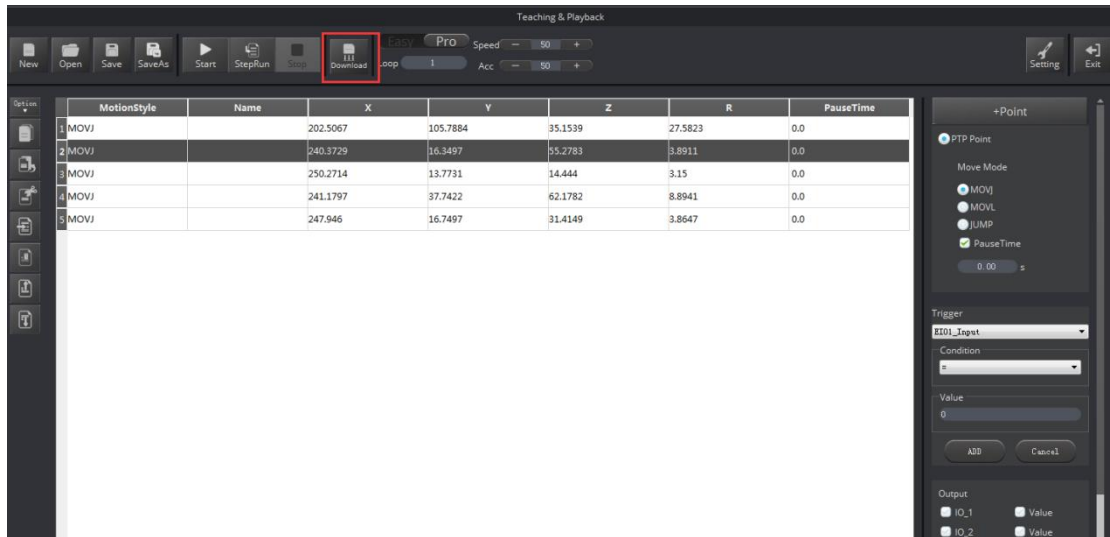 Teaching & Playback
Easy Pro Speed — 50 +
New Open Save SaveAs Start StepRun Stop Download Loop 1 Acc — 50 + Setting Exit
Option
MotionStyle Name X Y Z R PauseTime
1 MOVJ 202.5067 105.7884 35.1539 27.5823 0.0
2 MOVJ 240.3729 16.3497 55.2783 3.8911 0.0
3 MOVJ 250.2714 13.7731 14.444 3.15 0.0
4 MOVJ 241.1797 37.7422 62.1782 8.8941 0.0
5 MOVJ 247.946 16.7497 31.4149 3.8647 0.0
+Point
PTP Point
Move Mode
MOVJ
MOVL
JUMP
PauseTime
0.00 s
Trigger
EIO1_Input
Condition
=
Value
0
ADD Cancel
Output
IO_1 Value
IO_2 Value